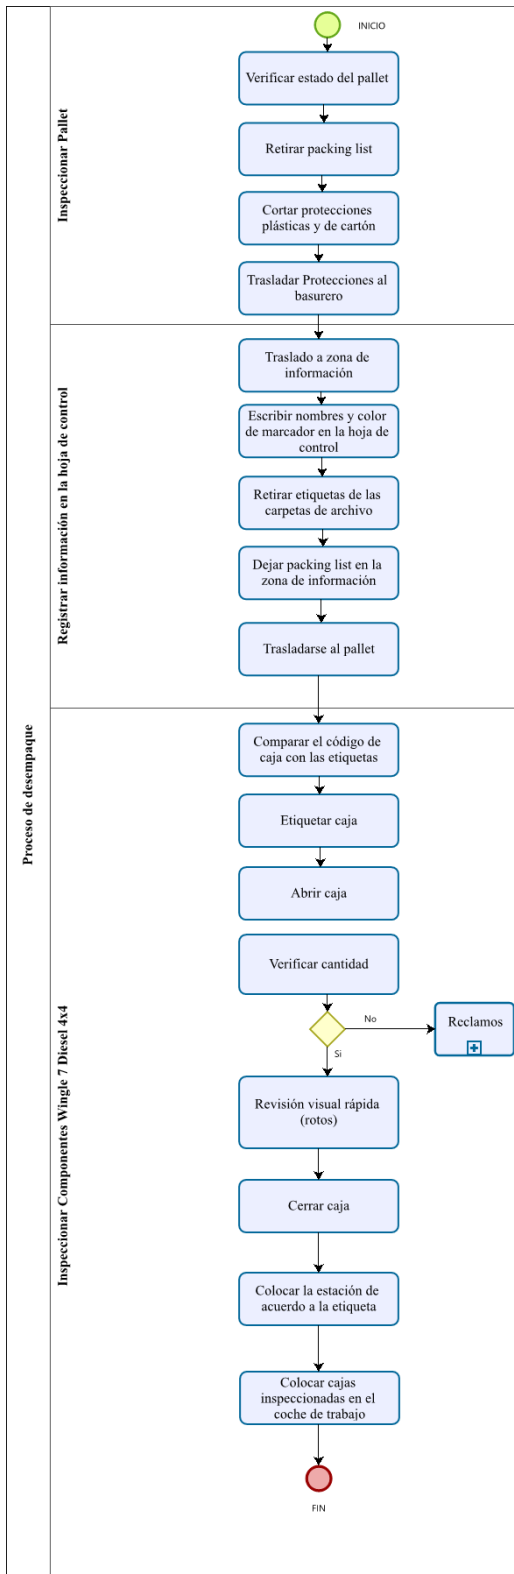 INICIO
Proceso de desempaque
Inspeccionar Pallet
Verificar estado del pallet
Retirar packing list
Cortar protecciones
plásticas y de cartón
Trasladar Protecciones al
basurero
Registrar información en la hoja de control
Traslado a zona de
información
Escribir nombres y color
de marcador en la hoja de
control
Retirar etiquetas de las
carpetas de archivo
Dejar packing list en la
zona de información
Trasladarse al pallet
Inspeccionar Componentes Wingle 7 Diesel 4x4
Comparar el código de
caja con las etiquetas
Etiquetar caja
Abrir caja
Verificar cantidad
No
Reclamos
Si
Revisión visual rápida
(rotos)
Cerrar caja
Colocar la estación de
acuerdo a la etiqueta
Colocar cajas
inspeccionadas en el
coche de trabajo
FIN